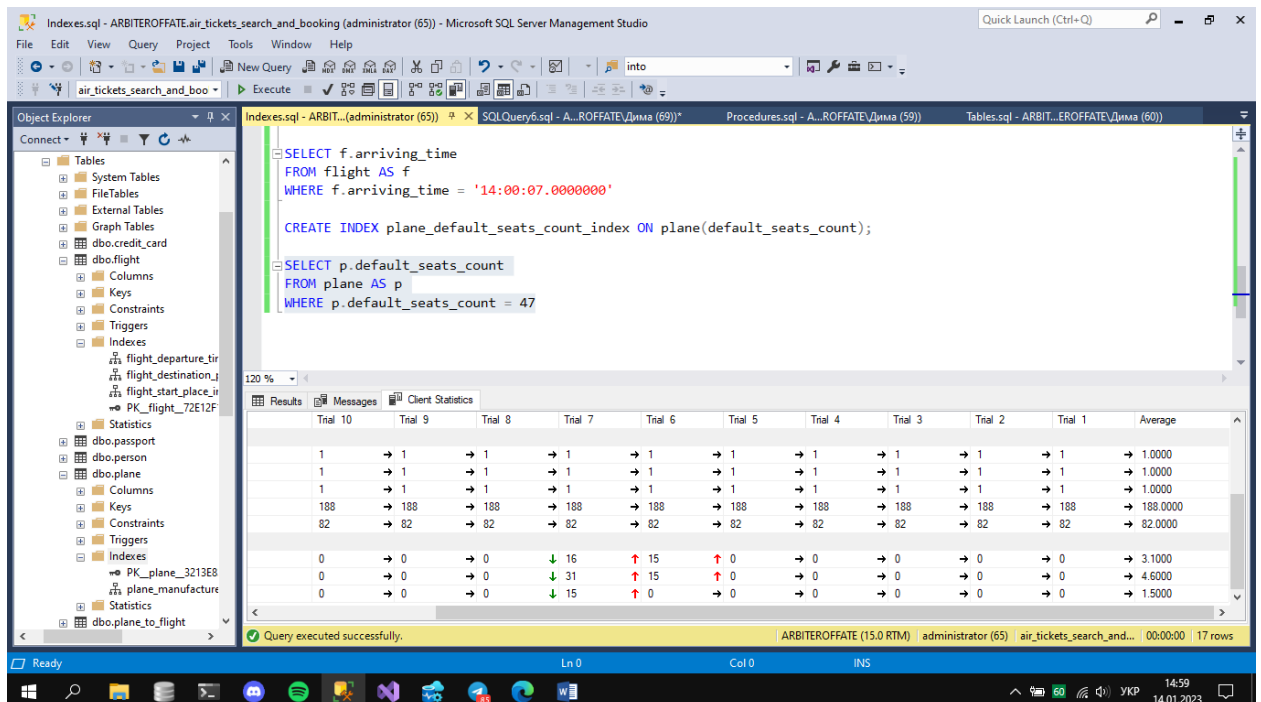 Indexes.sql - ARBITEROFFATE.air_tickets_search_and_booking (administrator (65)) - Microsoft SQL Server Management Studio
Quick Launch (Ctrl+Q)
File Edit View Query Project Tools Window Help
New Query
into
air_tickets_search_and_boo
Execute
Object Explorer
Connect
Tables
System Tables
FileTables
External Tables
Graph Tables
dbo.credit_card
dbo.flight
Columns
Keys
Constraints
Triggers
Indexes
flight_departure_tir
flight_destination_p
flight_start_place_ir
PK__flight__72E12F
Statistics
dbo.passport
dbo.person
dbo.plane
Columns
Keys
Constraints
Triggers
Indexes
PK__plane__3213E8
plane_manufacture
Statistics
dbo.plane_to_flight
Indexes.sql - ARBIT...(administrator (65)) SQLQuery6.sql - A...ROFFATE\Дима (69))* Procedures.sql - A...ROFFATE\Дима (59)) Tables.sql - ARBIT...EROFFATE\Дима (60))
SELECT f.arriving_time
FROM flight AS f
WHERE f.arriving_time = '14:00:07.0000000'
CREATE INDEX plane_default_seats_count_index ON plane(default_seats_count);
SELECT p.default_seats_count
FROM plane AS p
WHERE p.default_seats_count = 47
120 %
Results Messages Client Statistics
Trial 10 Trial 9 Trial 8 Trial 7 Trial 6 Trial 5 Trial 4 Trial 3 Trial 2 Trial 1 Average
1 → 1 → 1 → 1 → 1 → 1 → 1 → 1 → 1 → 1 → 1.0000
1 → 1 → 1 → 1 → 1 → 1 → 1 → 1 → 1 → 1 → 1.0000
1 → 1 → 1 → 1 → 1 → 1 → 1 → 1 → 1 → 1 → 1.0000
188 → 188 → 188 → 188 → 188 → 188 → 188 → 188 → 188 → 188 → 188.0000
82 → 82 → 82 → 82 → 82 → 82 → 82 → 82 → 82 → 82 → 82.0000
0 → 0 → 0 ↓ 16 ↑ 15 ↑ 0 → 0 → 0 → 0 → 0 → 3.1000
0 → 0 → 0 ↓ 31 ↑ 15 ↑ 0 → 0 → 0 → 0 → 0 → 4.6000
0 → 0 → 0 ↓ 15 ↑ 0 → 0 → 0 → 0 → 0 → 0 → 1.5000
Query executed successfully.
ARBITEROFFATE (15.0 RTM) administrator (65) air_tickets_search_and... 00:00:00 17 rows
Ready Ln 0 Col 0 INS
60 УКР 14:59
14.01.2023